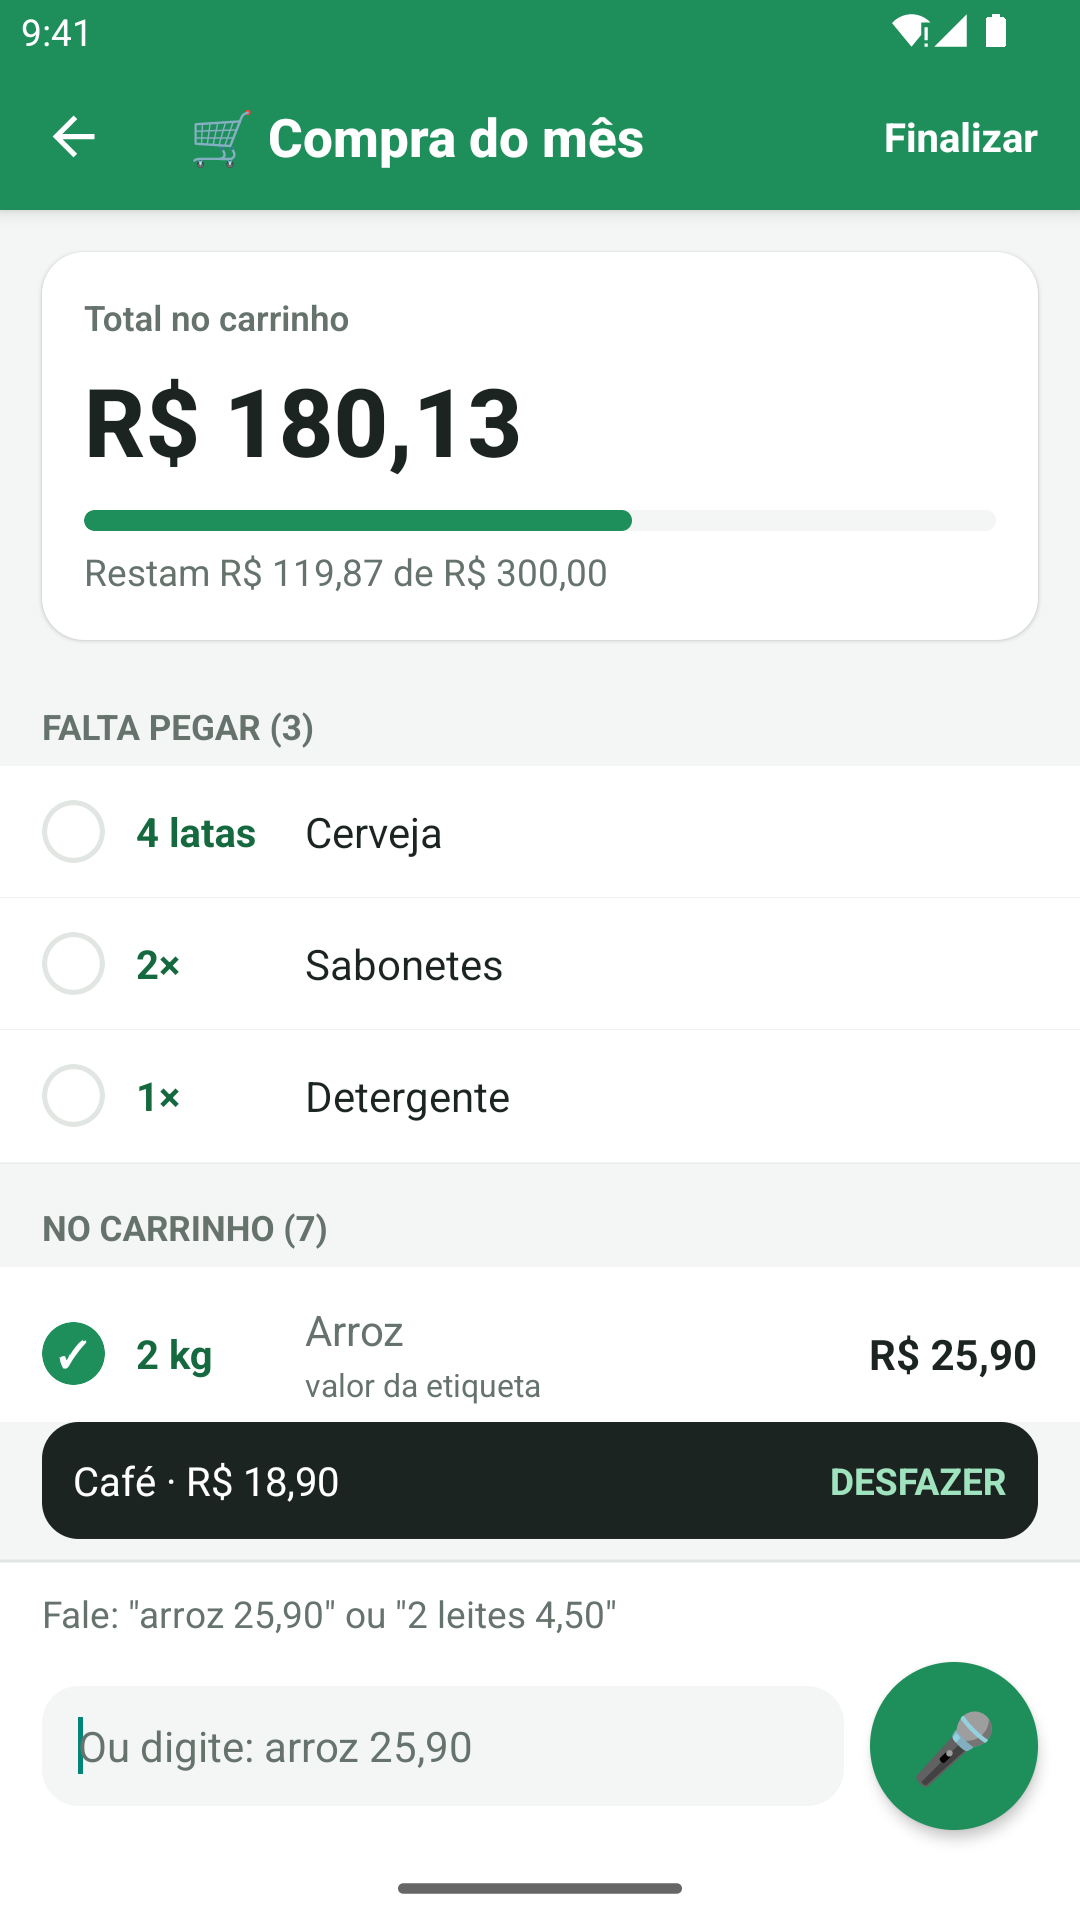 9:41
🛒 Compra do mês
Finalizar
Total no carrinho
R$ 180,13
Restam R$ 119,87 de R$ 300,00
FALTA PEGAR (3)
4 latas Cerveja
2× Sabonetes
1× Detergente
NO CARRINHO (7)
2 kg Arroz R$ 25,90
valor da etiqueta
Café · R$ 18,90 DESFAZER
Fale: "arroz 25,90" ou "2 leites 4,50"
Ou digite: arroz 25,90